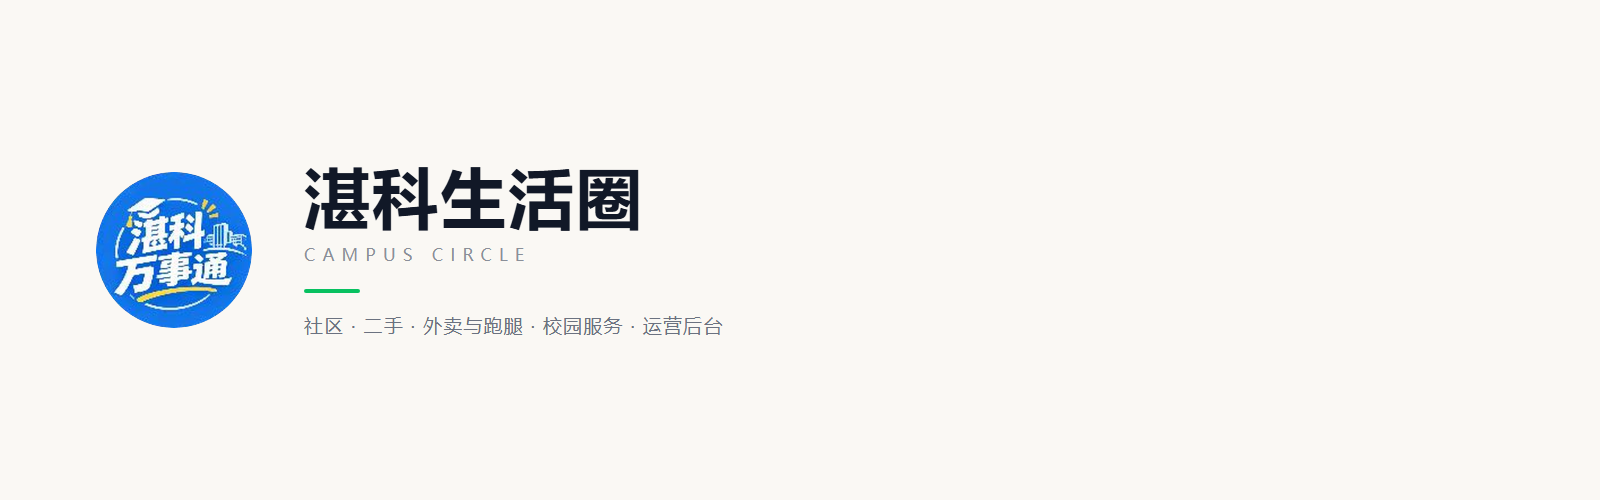 湛科
万事通
湛科生活圈
CAMPUS CIRCLE
社区 · 二手 · 外卖与跑腿 · 校园服务 · 运营后台